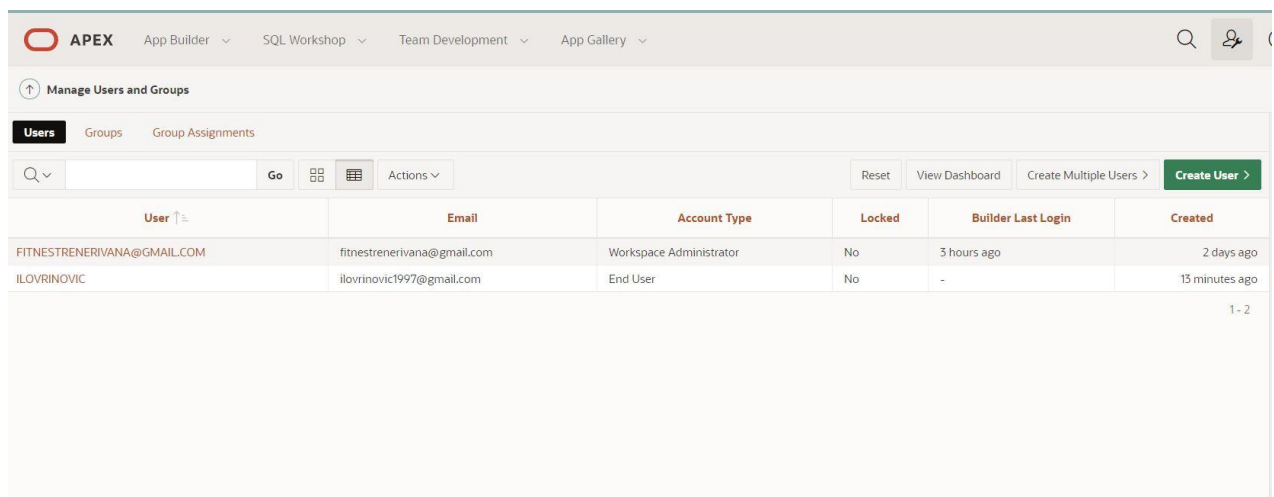 APEX App Builder SQL Workshop Team Development App Gallery
Manage Users and Groups
Users Groups Group Assignments
Go Actions Reset View Dashboard Create Multiple Users > Create User >
User Email Account Type Locked Builder Last Login Created
FITNESTRENERIVANA@GMAIL.COM fitnestrenerivana@gmail.com Workspace Administrator No 3 hours ago 2 days ago
ILOVRINOVIC ilovrinovic1997@gmail.com End User No - 13 minutes ago
1 - 2